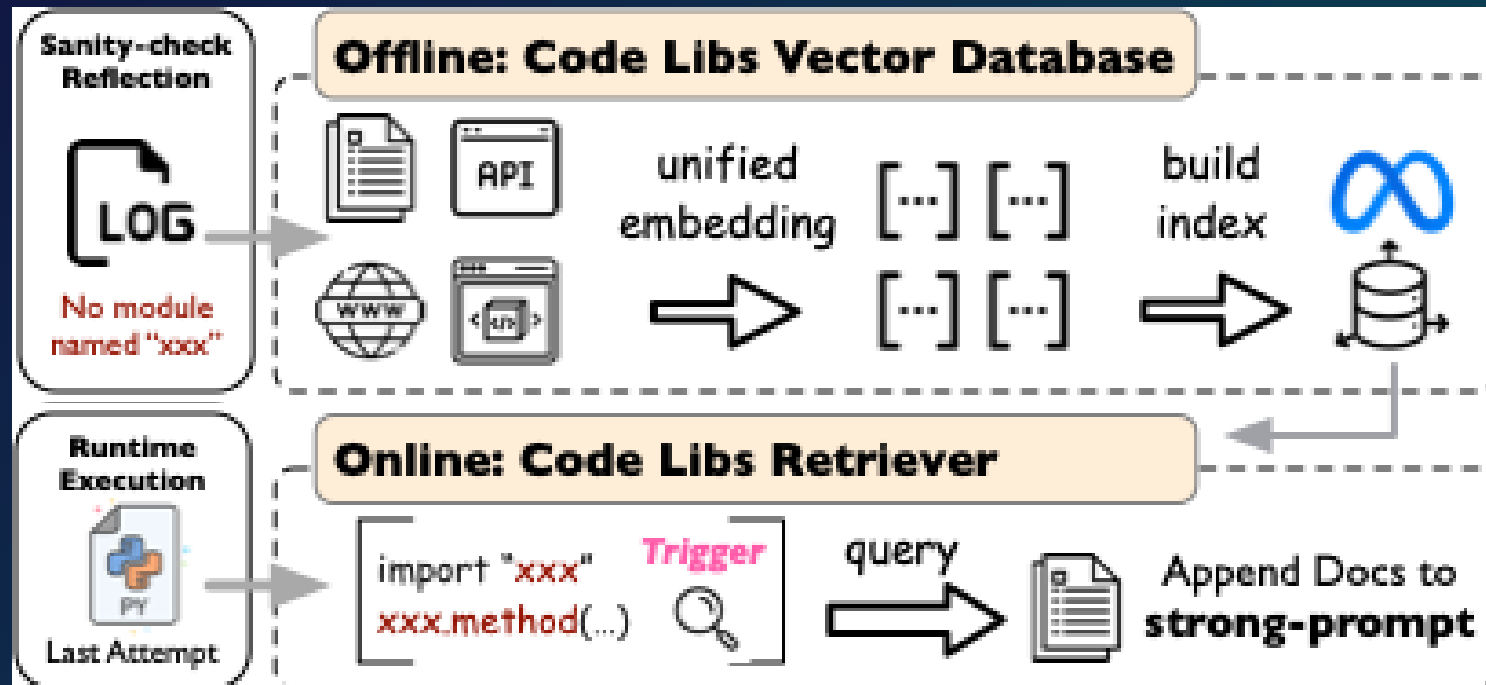 Sanity-check
Reflection
LOG
No module
named "xxx"
Offline: Code Libs Vector Database
API
www
</>
unified
embedding
[...] [...]
[...] [...]
build
index
Runtime
Execution
PY
Last Attempt
Online: Code Libs Retriever
import "xxx"
xxx.method(...)
Trigger
query
Append Docs to
strong-prompt